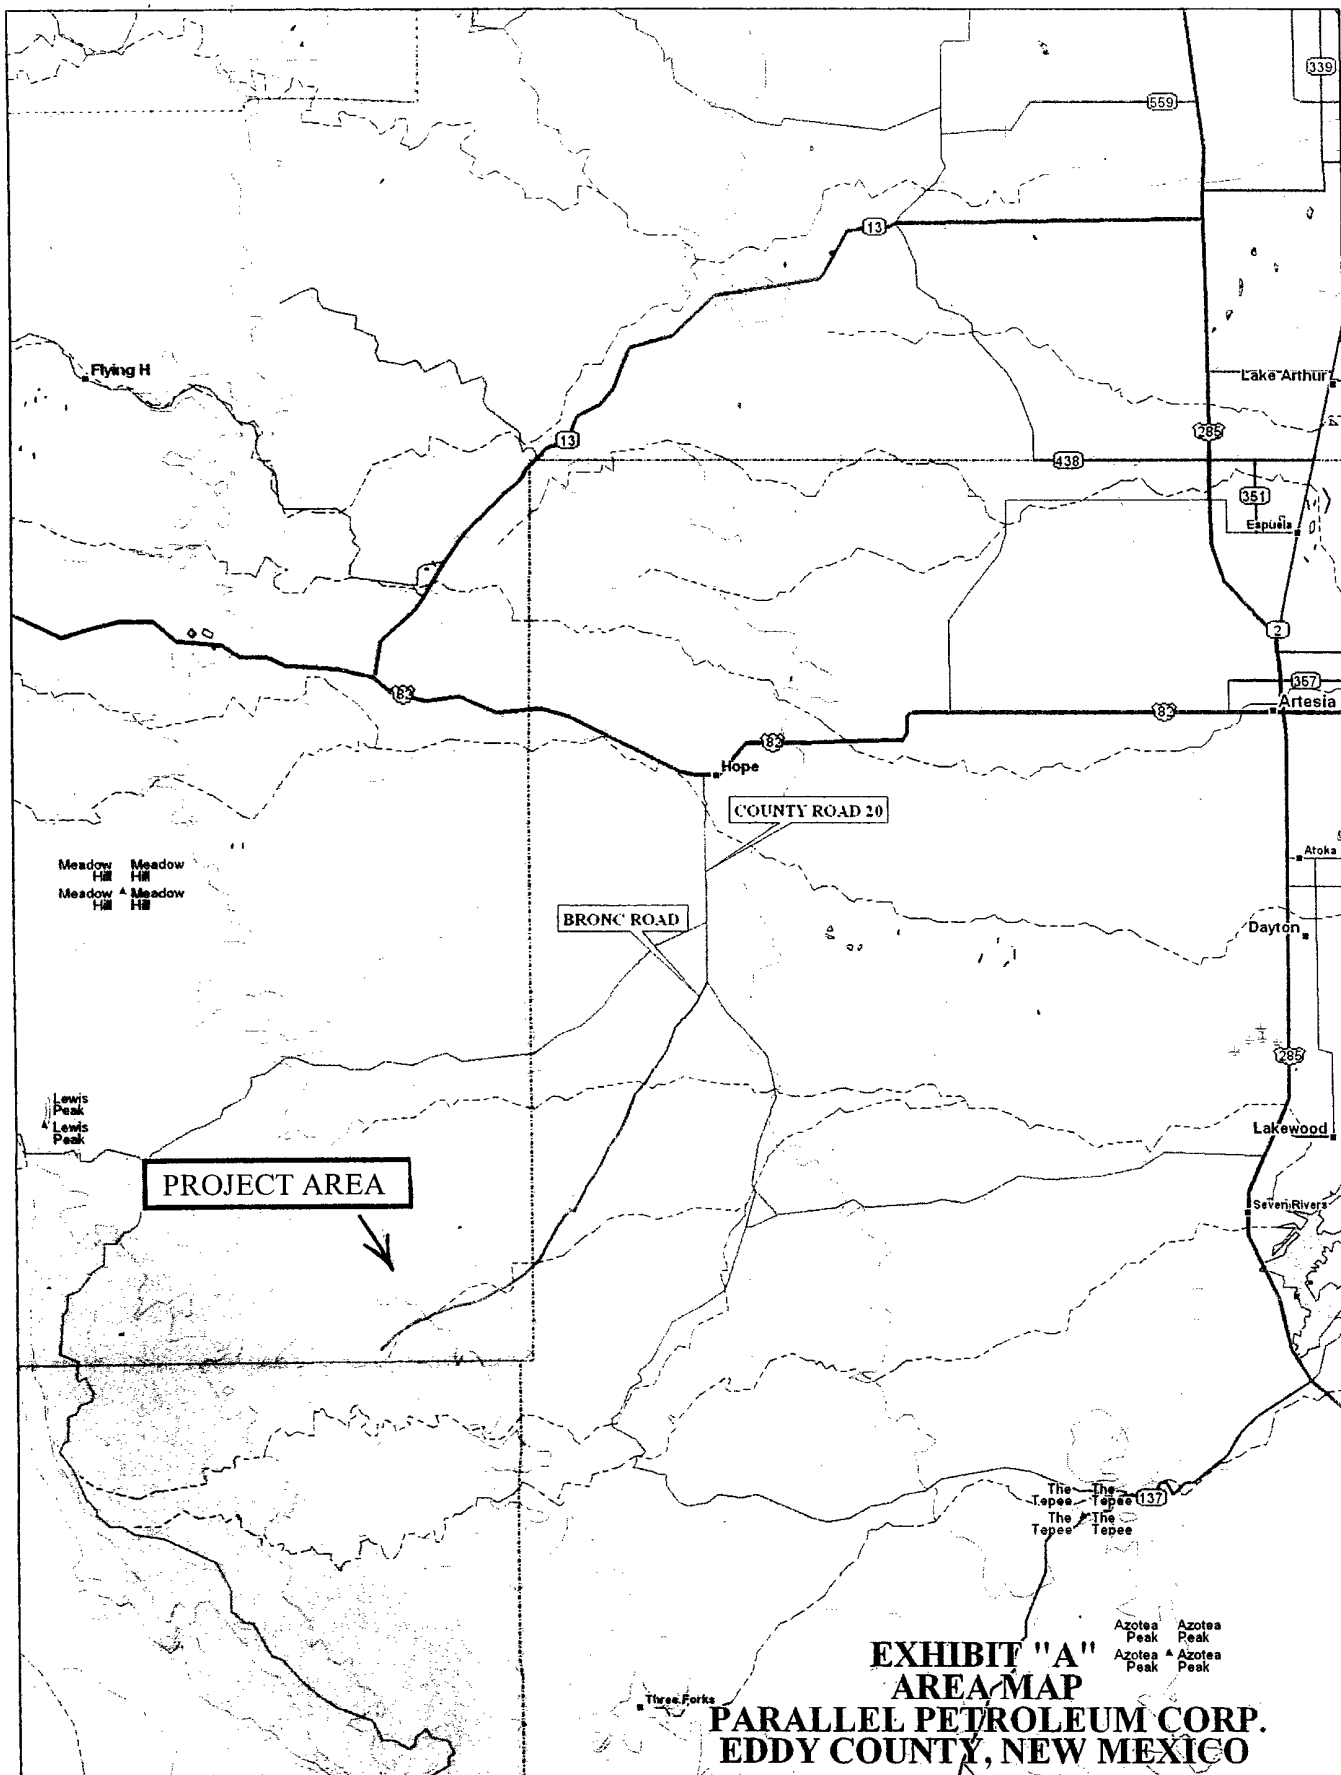 339
559
13
Flying H
Lake Arthur
285
13
438
351
Espuela
2
357
82
Artesia
82
82
Hope
COUNTY ROAD 20
Meadow Hill
Meadow Hill
Meadow Hill
Meadow Hill
Atoka
BRONC ROAD
Dayton
285
Lewis Peak
Lewis Peak
Lakewood
PROJECT AREA
Seven Rivers
The Tepee
The Tepee
137
The Tepee
The Tepee
Azotea Peak
Azotea Peak
Azotea Peak
Azotea Peak
Three Forks
EXHIBIT "A"
AREA MAP
PARALLEL PETROLEUM CORP.
EDDY COUNTY, NEW MEXICO